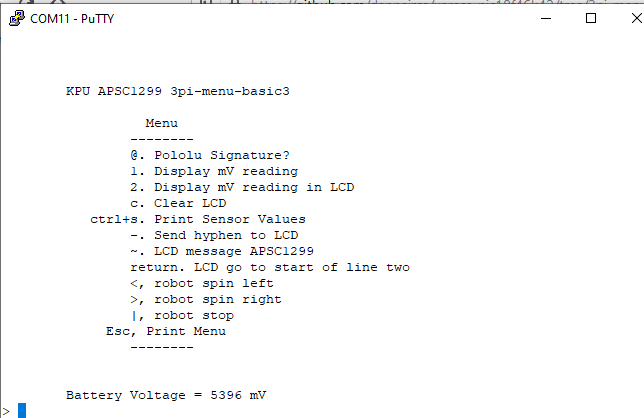 COM11 - PuTTY
KPU APSC1299 3pi-menu-basic3
Menu
--------
@. Pololu Signature?
1. Display mV reading
2. Display mV reading in LCD
c. Clear LCD
ctrl+s. Print Sensor Values
-. Send hyphen to LCD
~. LCD message APSC1299
return. LCD go to start of line two
<, robot spin left
>, robot spin right
|, robot stop
Esc, Print Menu
--------
Battery Voltage = 5396 mV
>